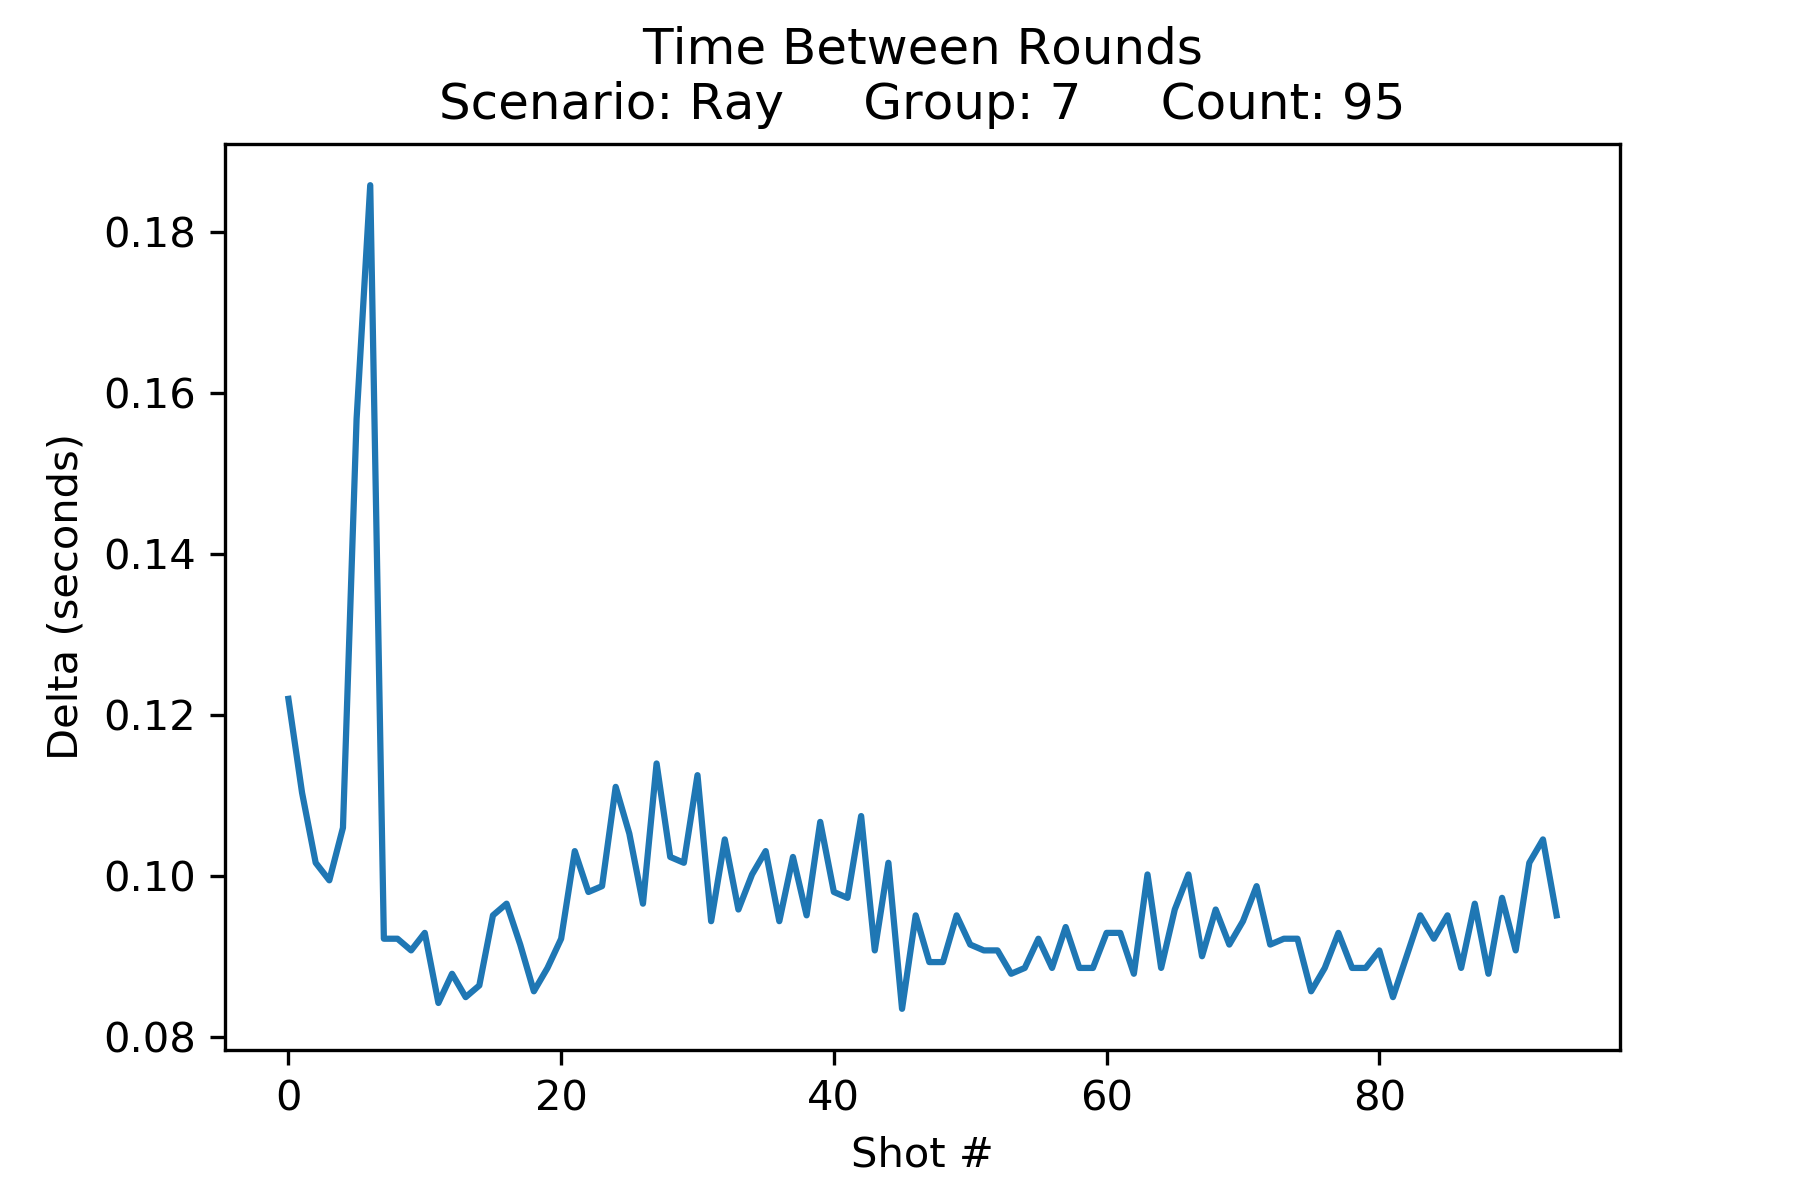 Time Between Rounds
Scenario: Ray     Group: 7     Count: 95
0.18
0.16
0.14
0.12
0.10
0.08
Delta (seconds)
0 20 40 60 80
Shot #